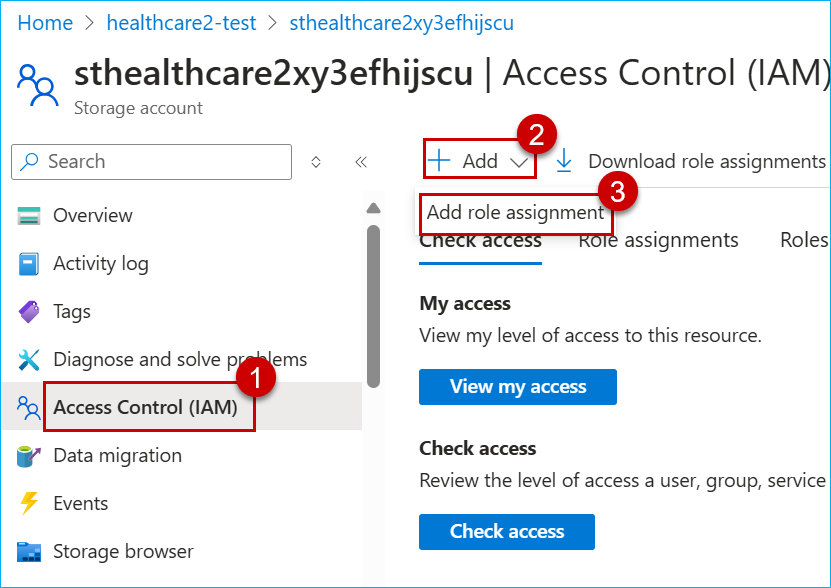 Home > healthcare2-test > sthealthcare2xy3efhijscu
sthealthcare2xy3efhijscu | Access Control (IAM)
Storage account
Search
2
Add
Download role assignments
3
Add role assignment
Check access
Role assignments
Roles
Overview
Activity log
Tags
Diagnose and solve problems
1
Access Control (IAM)
Data migration
Events
Storage browser
My access
View my level of access to this resource.
View my access
Check access
Review the level of access a user, group, service
Check access